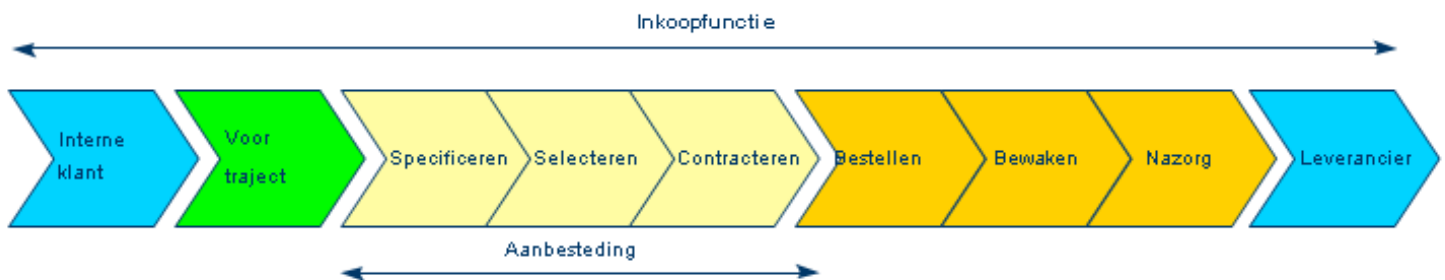 Inkoopfunctie
Interne
klant
Voor
traject
Specificeren
Selecteren
Contracteren
Bestellen
Bewaken
Nazorg
Leverancier
Aanbesteding